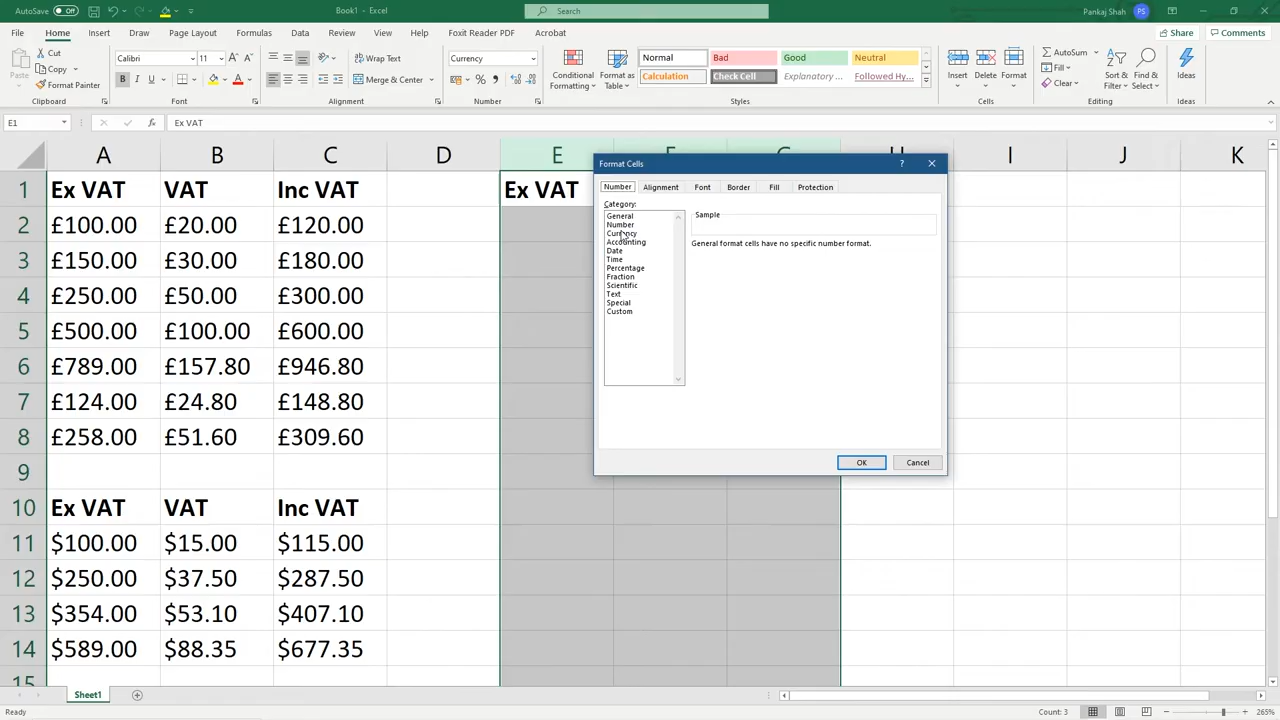 AutoSave Off Book1 - Excel Search Pankaj Shah PS
File Home Insert Draw Page Layout Formulas Data Review View Help Foxit Reader PDF Acrobat Share Comments
Paste Cut Copy Format Painter Clipboard
Calibri 11 B I U A Font
Wrap Text Merge & Center Alignment
Currency % Number
Conditional Formatting Format as Table
Normal Bad Good Neutral
Calculation Check Cell Explanatory ... Followed Hy...
Styles
Insert Delete Format Cells
AutoSum Fill Clear Sort & Filter Find & Select Editing
Ideas Ideas
E1 fx Ex VAT
A B C D E F G H I J K
1 Ex VAT VAT Inc VAT Ex VAT
2 £100.00 £20.00 £120.00
3 £150.00 £30.00 £180.00
4 £250.00 £50.00 £300.00
5 £500.00 £100.00 £600.00
6 £789.00 £157.80 £946.80
7 £124.00 £24.80 £148.80
8 £258.00 £51.60 £309.60
9
10 Ex VAT VAT Inc VAT
11 $100.00 $15.00 $115.00
12 $250.00 $37.50 $287.50
13 $354.00 $53.10 $407.10
14 $589.00 $88.35 $677.35
15
Format Cells ?
Number Alignment Font Border Fill Protection
Category:
General
Number
Currency
Accounting
Date
Time
Percentage
Fraction
Scientific
Text
Special
Custom
Sample
General format cells have no specific number format.
OK Cancel
Sheet1
Ready Count: 3 265%